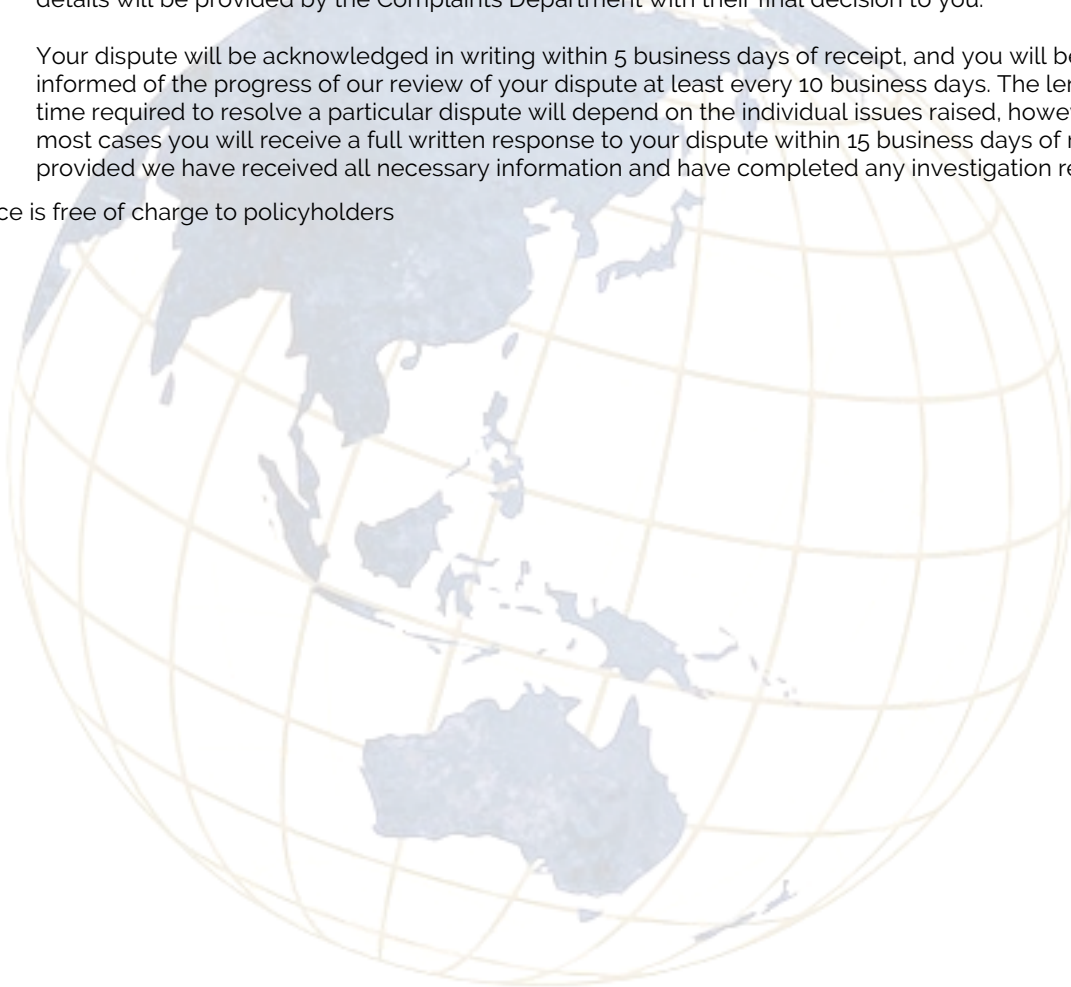 details will be provided by the Complaints Department with their final decision to you.
Your dispute will be acknowledged in writing within 5 business days of receipt, and you will be
informed of the progress of our review of your dispute at least every 10 business days. The
time required to resolve a particular dispute will depend on the individual issues raised,
most cases you will receive a full written response to your dispute within 15 business days of
provided we have received all necessary information and have completed any investigation
is free of charge to policyholders